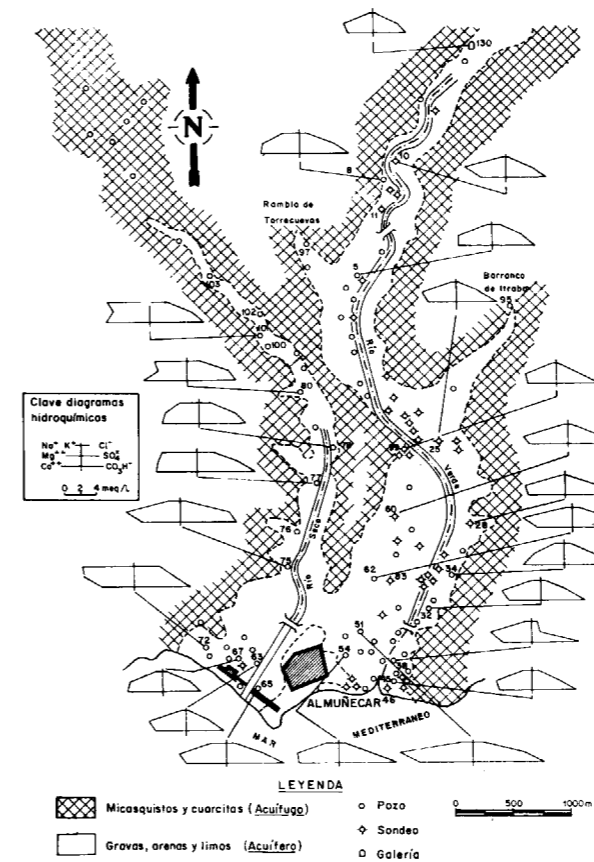 130
N
8
10
11
Rambla de
Torrecuevas
97
5
Barranco
de Itrabo
95
103
102
101
100
Río
80
Clave diagramas
hidroquímicos
Na⁺ K⁺ Cl⁻
Mg⁺⁺ SO₄⁼
Ca⁺⁺ CO₃H⁻
0 2 4 meq/L
78
25
77
Verde
60
28
76
Seco
75
Río
62
63
34
32
72
67
51
54
65
ALMUÑECAR
46
MAR
MEDITERRANEO
LEYENDA
Micasquistos y cuarcitas (Acuífugo)
Pozo
0 500 1000m
Sondeo
Gravas, arenas y limos (Acuífero)
Galería